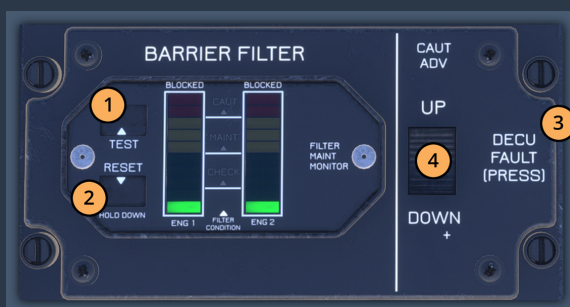 BARRIER FILTER
CAUT
ADV
BLOCKED
BLOCKED
CAUT
1
UP
3
TEST
MAINT
FILTER
MAINT
MONITOR
DECU
FAULT
(PRESS)
4
RESET
CHECK
2
HOLD DOWN
ENG 1
FILTER
CONDITION
ENG 2
DOWN
+